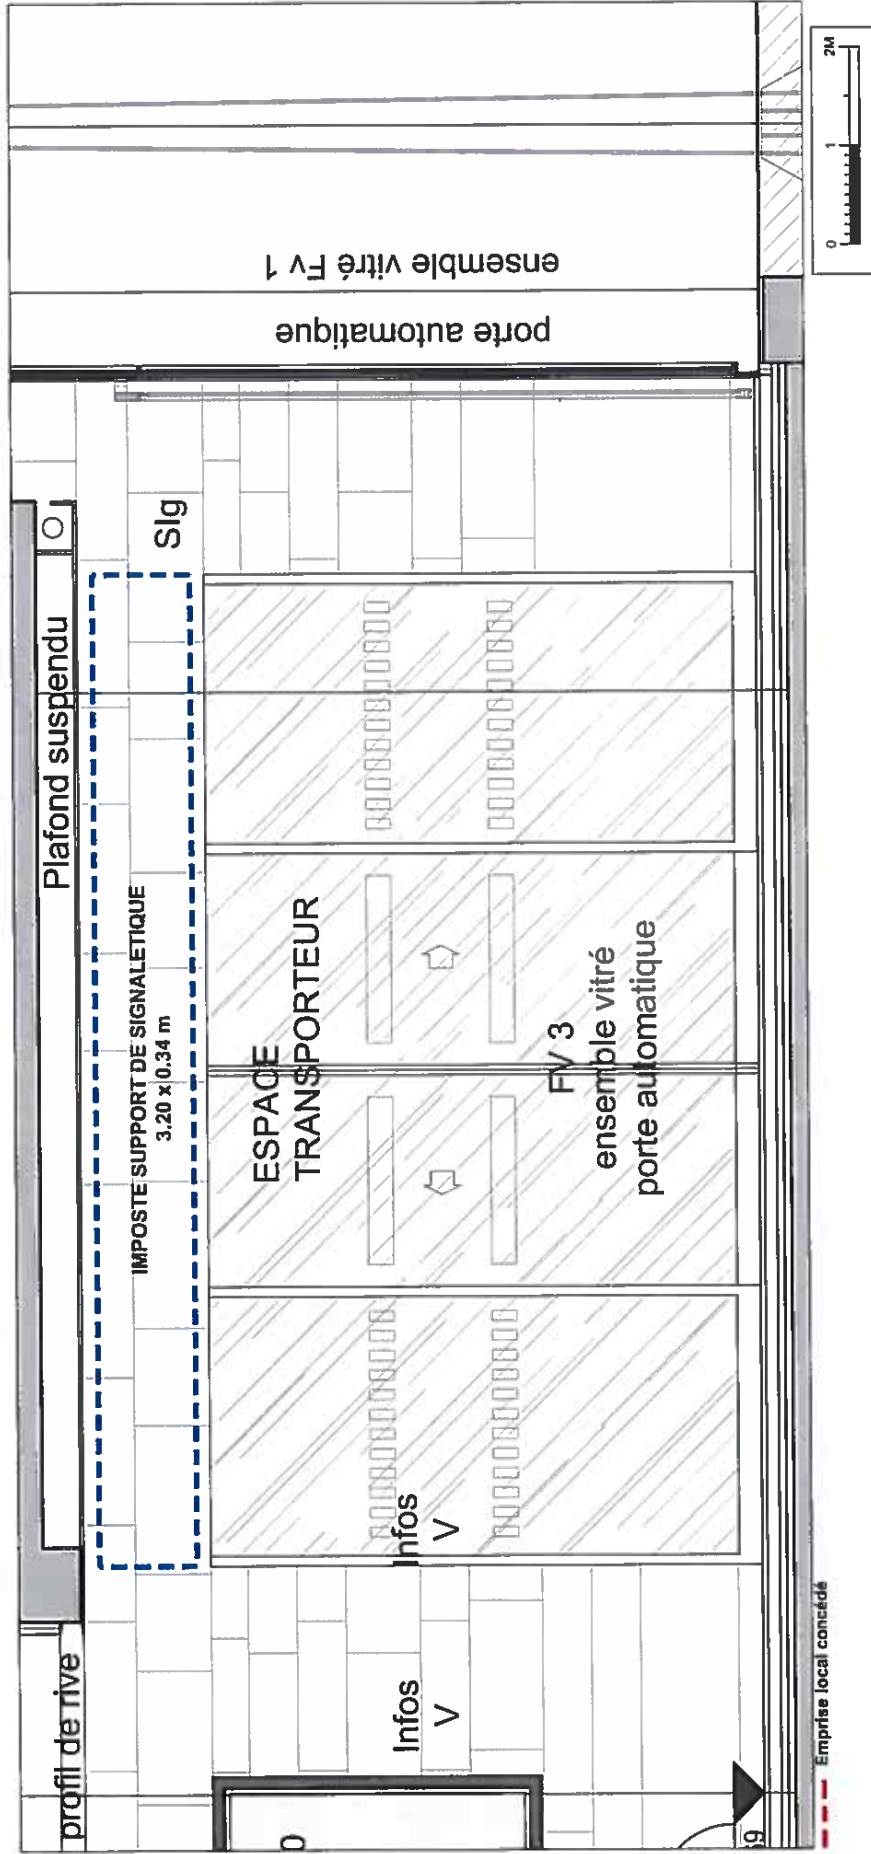 profil de rive
Plafond suspendu
IMPOSTE SUPPORT DE SIGNALETIQUE
3.20 x 0.34 m
SIg
ESPACE
TRANSPORTEUR
FV 3
ensemble vitré
porte automatique
Infos
V
Infos
V
porte automatique
ensemble vitré Fv 1
0 1 2M
Emprise local concédé